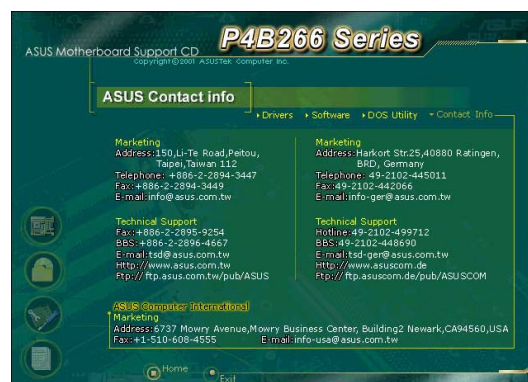 P4B266 Series
ASUS Motherboard Support CD
Copyright©2001 ASUSTeK Computer Inc.
ASUS Contact info
Drivers Software DOS Utility Contact Info
Marketing
Address:150,Li-Te Road,Peitou,
Taipei,Taiwan 112
Telephone: +886-2-2894-3447
Fax:+886-2-2894-3449
E-mail:info@asus.com.tw
Technical Support
Fax:+886-2-2895-9254
BBS:+886-2-2896-4667
E-mail:tsd@asus.com.tw
Http://www.asus.com.tw
Ftp://ftp.asus.com.tw/pub/ASUS
Marketing
Address:Harkort Str.25,40880 Ratingen,
BRD, Germany
Telephone: 49-2102-445011
Fax:49-2102-442066
E-mail:info-ger@asus.com.tw
Technical Support
Hotline:49-2102-499712
BBS:49-2102-448690
E-mail:tsd-ger@asus.com.tw
Http://www.asuscom.de
Ftp://ftp.asuscom.de/pub/ASUSCOM
ASUS Computer International
Marketing
Address:6737 Mowry Avenue,Mowry Business Center, Building2 Newark,CA94560,USA
Fax:+1-510-608-4555 E-mail:info-usa@asus.com.tw
Home
Exit